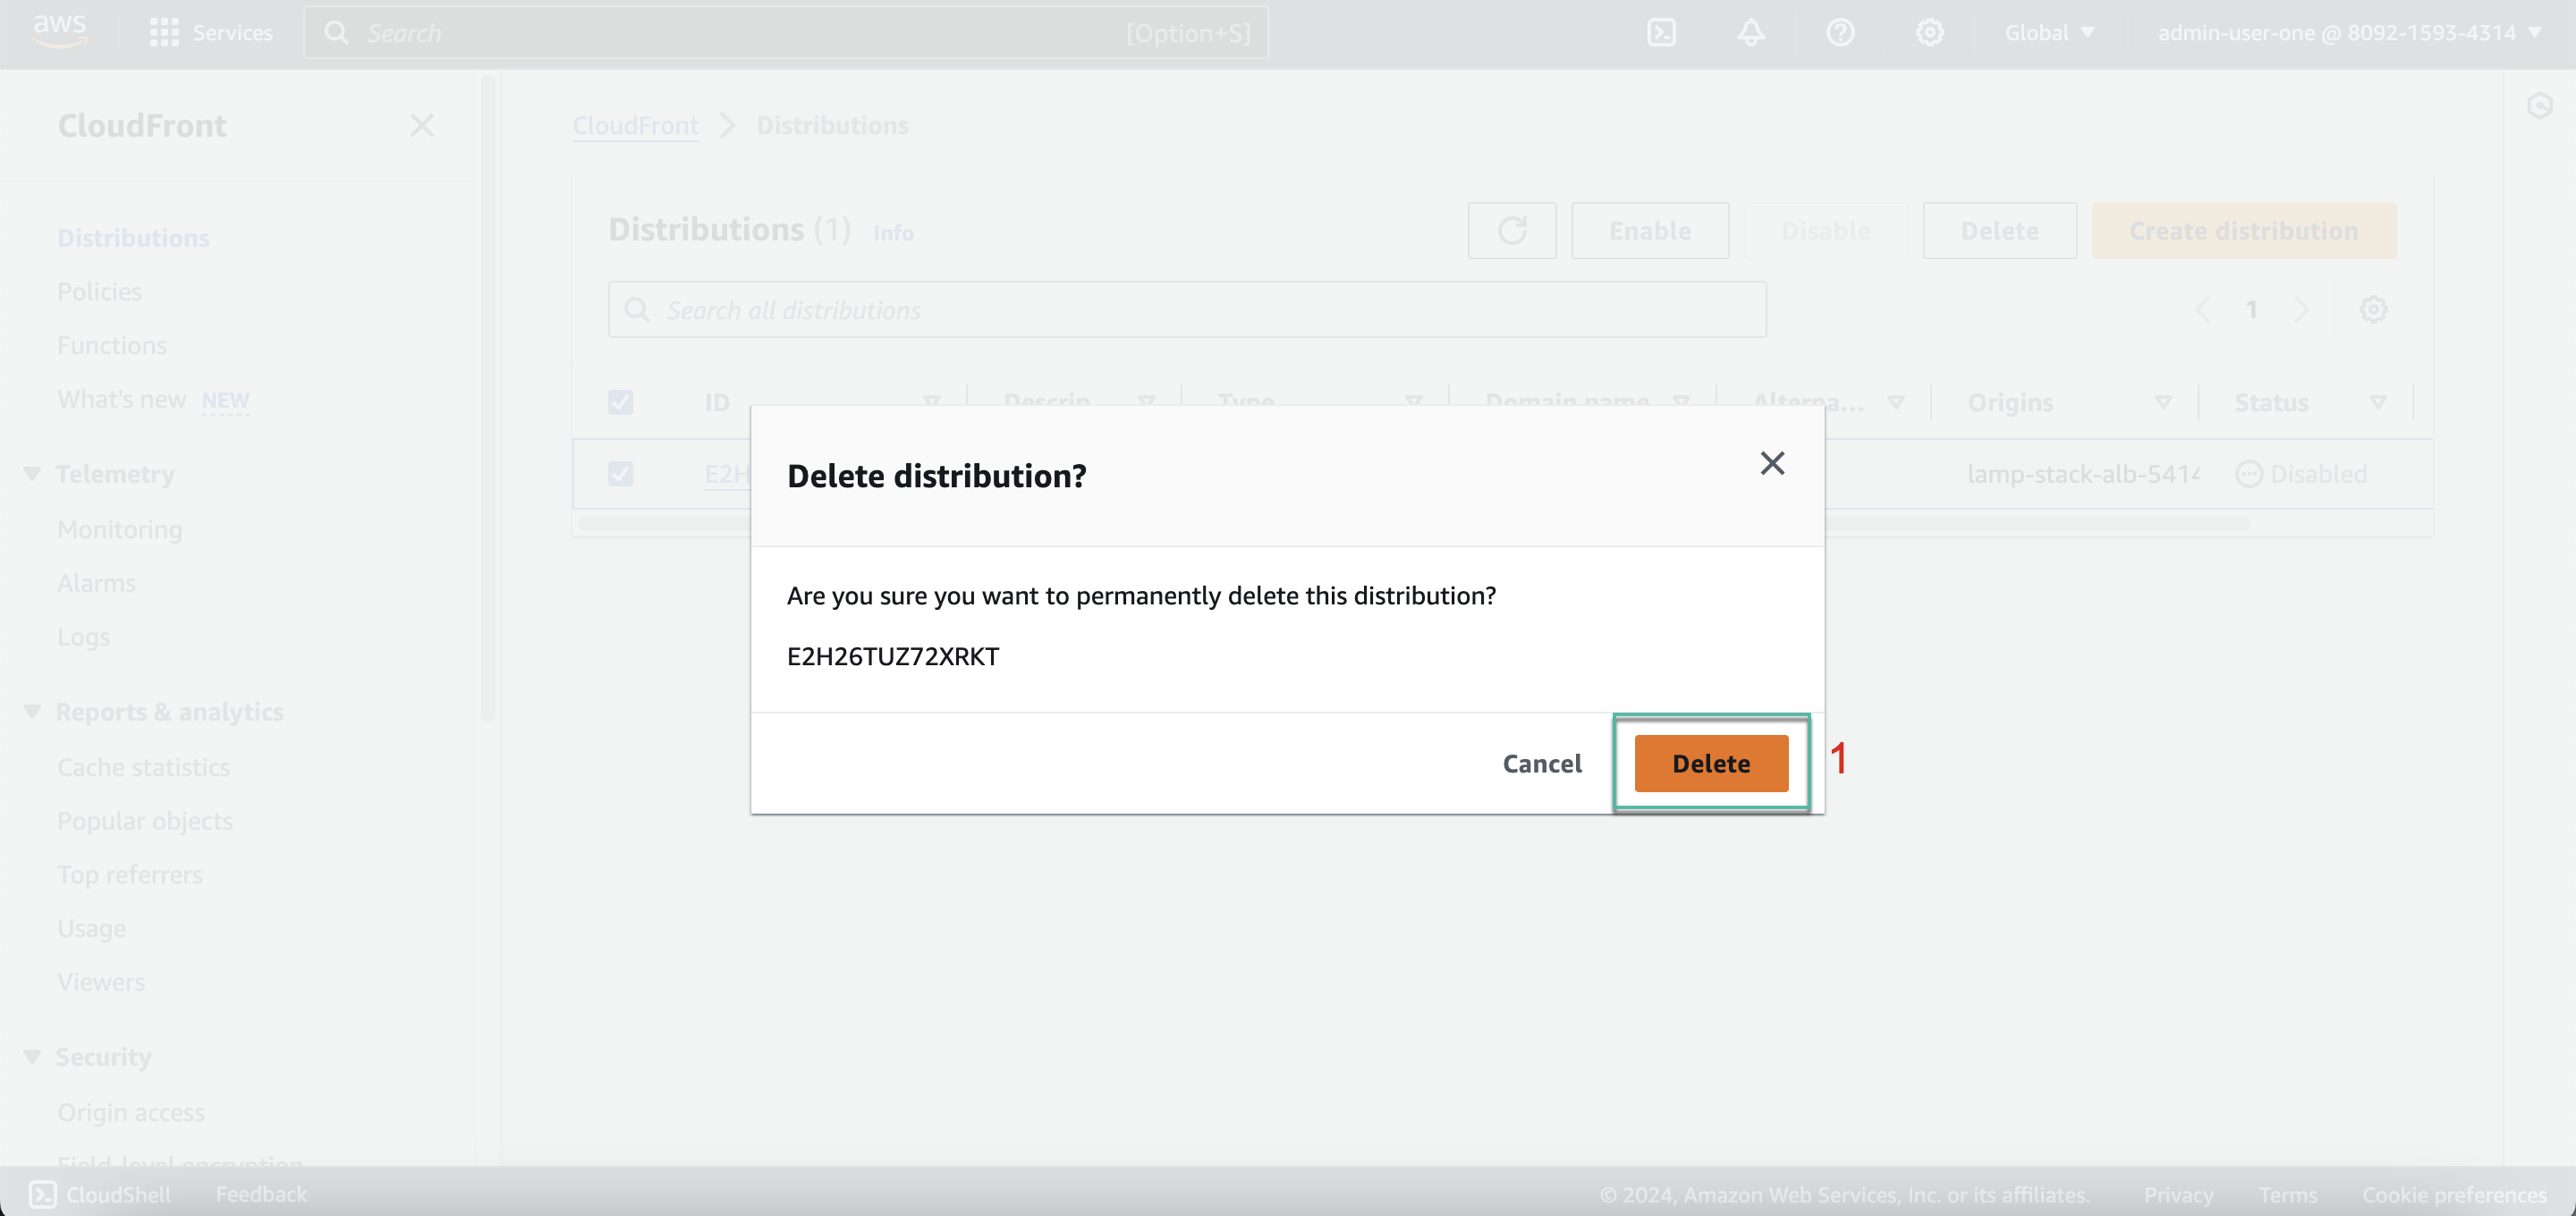 aws
Services
Search
[Option+S]
Global
admin-user-one @ 8092-1593-4314
CloudFront
Distributions
Policies
Functions
What's new NEW
Telemetry
Monitoring
Alarms
Logs
Reports & analytics
Cache statistics
Popular objects
Top referrers
Usage
Viewers
Security
Origin access
Field-level encryption
CloudFront
Distributions
Distributions (1) Info
Enable
Disable
Delete
Create distribution
Search all distributions
1
ID
Descrip
Type
Domain name
Alterna...
Origins
Status
E2H
lamp-stack-alb-5414
Disabled
Delete distribution?
Are you sure you want to permanently delete this distribution?
E2H26TUZ72XRKT
Cancel
Delete
1
CloudShell
Feedback
© 2024, Amazon Web Services, Inc. or its affiliates.
Privacy
Terms
Cookie preferences